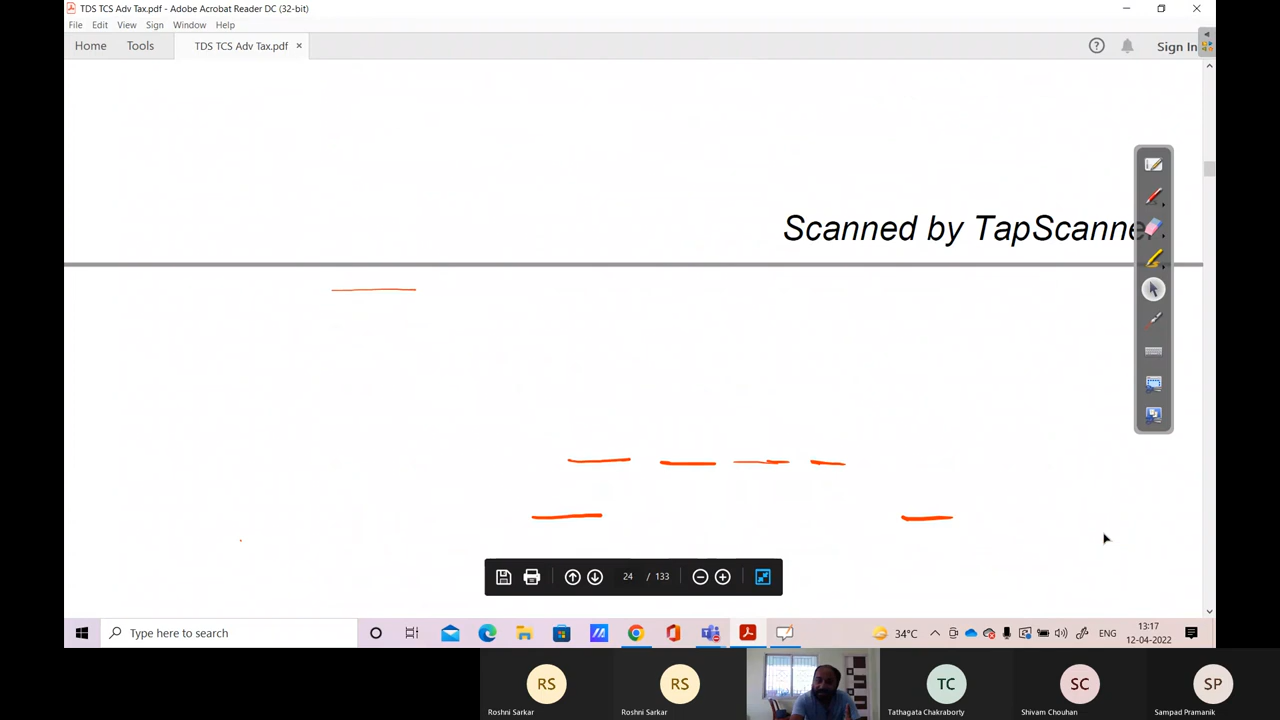 TDS TCS Adv Tax.pdf - Adobe Acrobat Reader DC (32-bit)
File Edit View Sign Window Help
Home Tools TDS TCS Adv Tax.pdf × Sign In
Scanned by TapScanne
24 / 133
Type here to search
34°C ENG 13:17
12-04-2022
RS RS TC SC SP
Roshni Sarkar Roshni Sarkar Tathagata Chakraborty Shivam Chouhan Sampad Pramanik